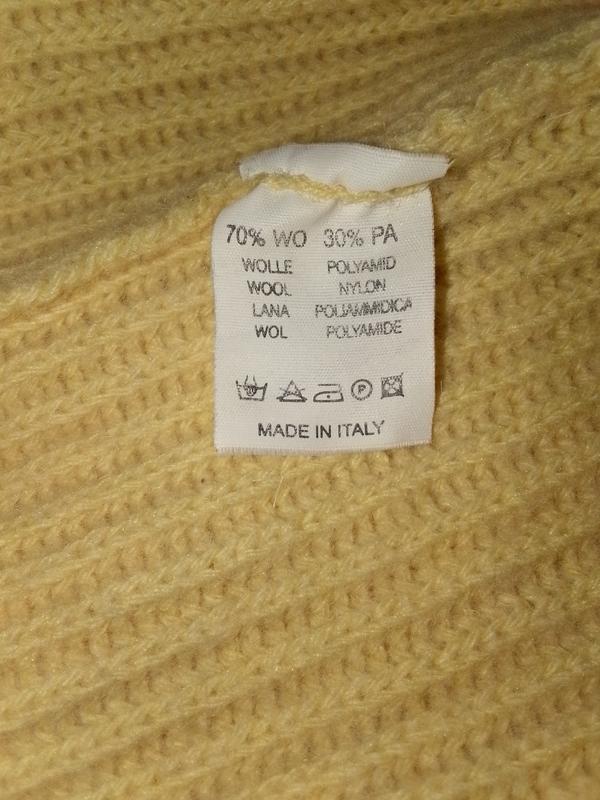 70% WO 30% PA
WOLLE POLYAMID
WOOL NYLON
LANA POLIAMMIDICA
WOL POLYAMIDE
P
MADE IN ITALY